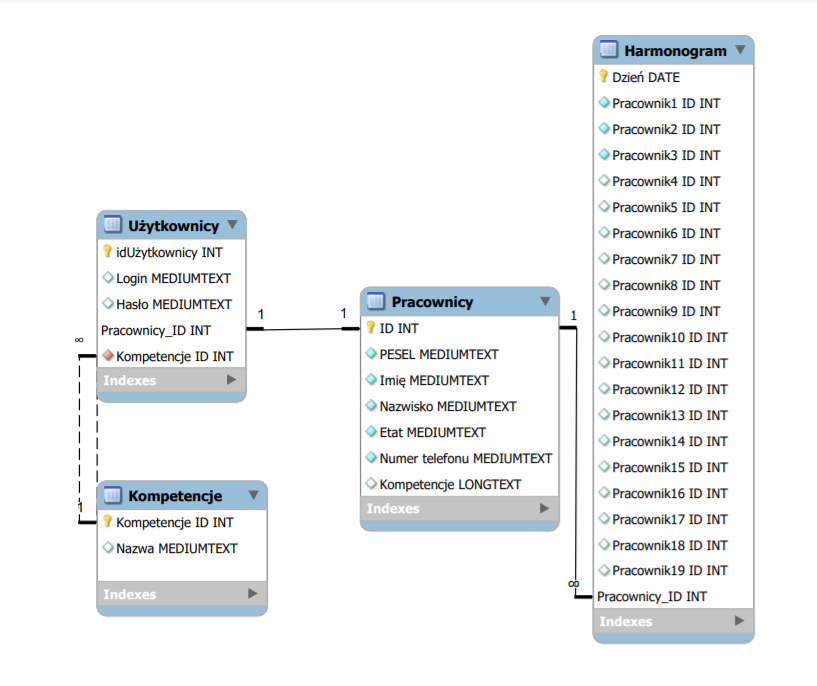 Użytkownicy
idUżytkownicy INT
Login MEDIUMTEXT
Hasło MEDIUMTEXT
Pracownicy_ID INT
Kompetencje ID INT
Indexes
∞
1
1
1
Kompetencje
Kompetencje ID INT
Nazwa MEDIUMTEXT
Indexes
Pracownicy
ID INT
PESEL MEDIUMTEXT
Imię MEDIUMTEXT
Nazwisko MEDIUMTEXT
Etat MEDIUMTEXT
Numer telefonu MEDIUMTEXT
Kompetencje LONGTEXT
Indexes
1
∞
Harmonogram
Dzień DATE
Pracownik1 ID INT
Pracownik2 ID INT
Pracownik3 ID INT
Pracownik4 ID INT
Pracownik5 ID INT
Pracownik6 ID INT
Pracownik7 ID INT
Pracownik8 ID INT
Pracownik9 ID INT
Pracownik10 ID INT
Pracownik11 ID INT
Pracownik12 ID INT
Pracownik13 ID INT
Pracownik14 ID INT
Pracownik15 ID INT
Pracownik16 ID INT
Pracownik17 ID INT
Pracownik18 ID INT
Pracownik19 ID INT
Pracownicy_ID INT
Indexes